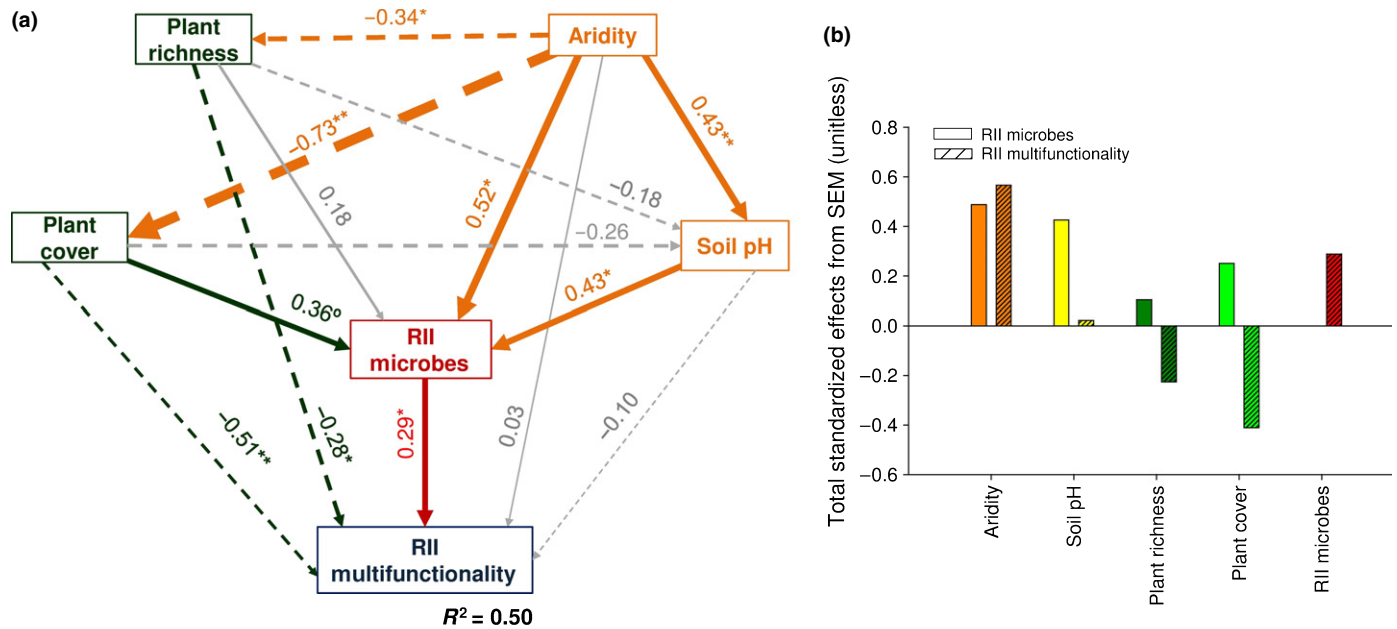 (a)
Plant
richness
−0.34*
Aridity
−0.73**
0.43**
0.18
0.52*
−0.18
Plant
cover
−0.26
Soil pH
0.36º
0.43*
RII
microbes
−0.51**
−0.28*
0.29*
0.03
−0.10
RII
multifunctionality
R² = 0.50
(b)
Total standardized effects from SEM (unitless)
0.8
0.6
0.4
0.2
0.0
−0.2
−0.4
−0.6
RII microbes
RII multifunctionality
Aridity
Soil pH
Plant richness
Plant cover
RII microbes